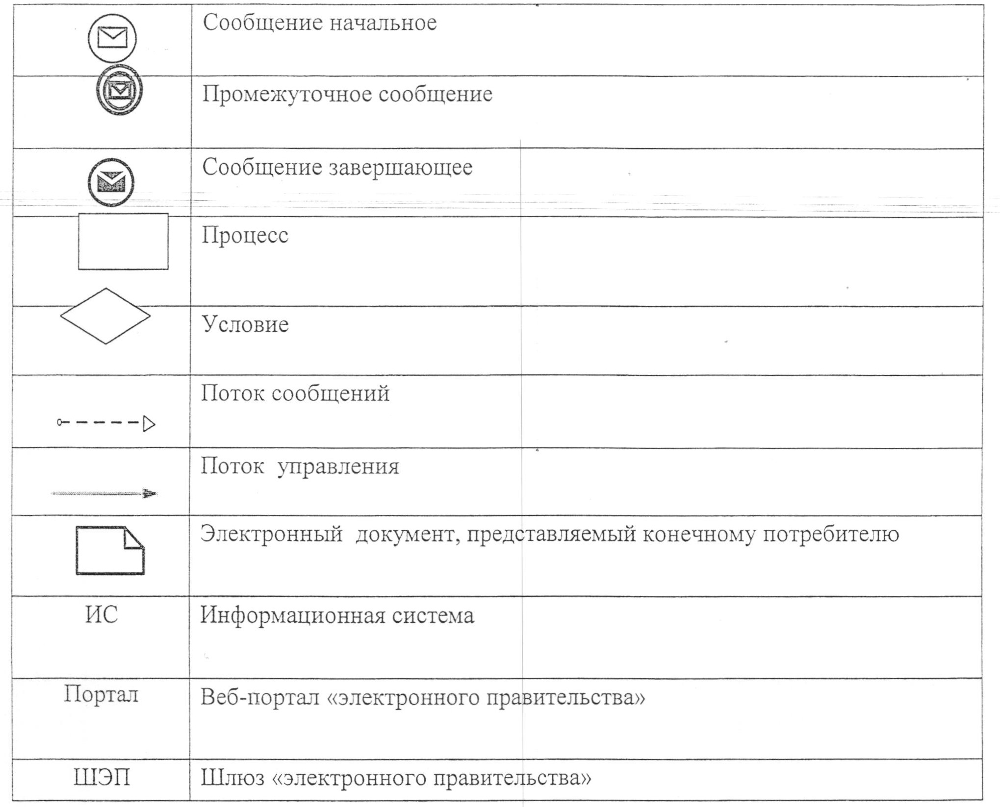 Сообщение начальное
Промежуточное сообщение
Сообщение завершающее
Процесс
Условие
Поток сообщений
Поток управления
Электронный документ, представляемый конечному потребителю
ИС Информационная система
Портал Веб-портал «электронного правительства»
ШЭП Шлюз «электронного правительства»